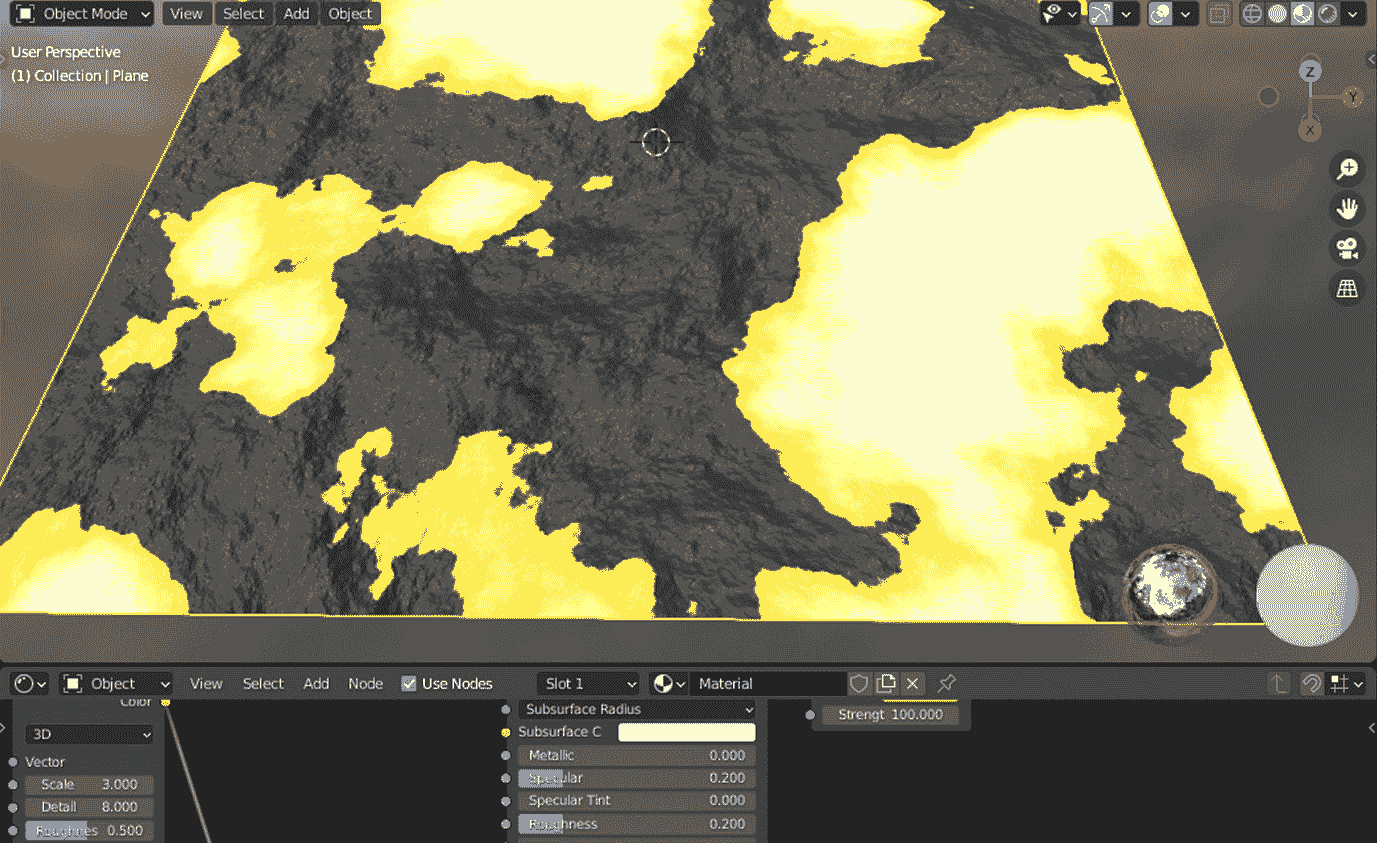 Object Mode View Select Add Object
User Perspective
(1) Collection | Plane
Z
Y
X
Object View Select Add Node Use Nodes Slot 1 Material
Color
3D
Vector
Scale 3.000
Detail 8.000
Roughnes 0.500
Subsurface Radius
Subsurface C
Metallic 0.000
Specular 0.200
Specular Tint 0.000
Roughness 0.200
Strengt 100.000